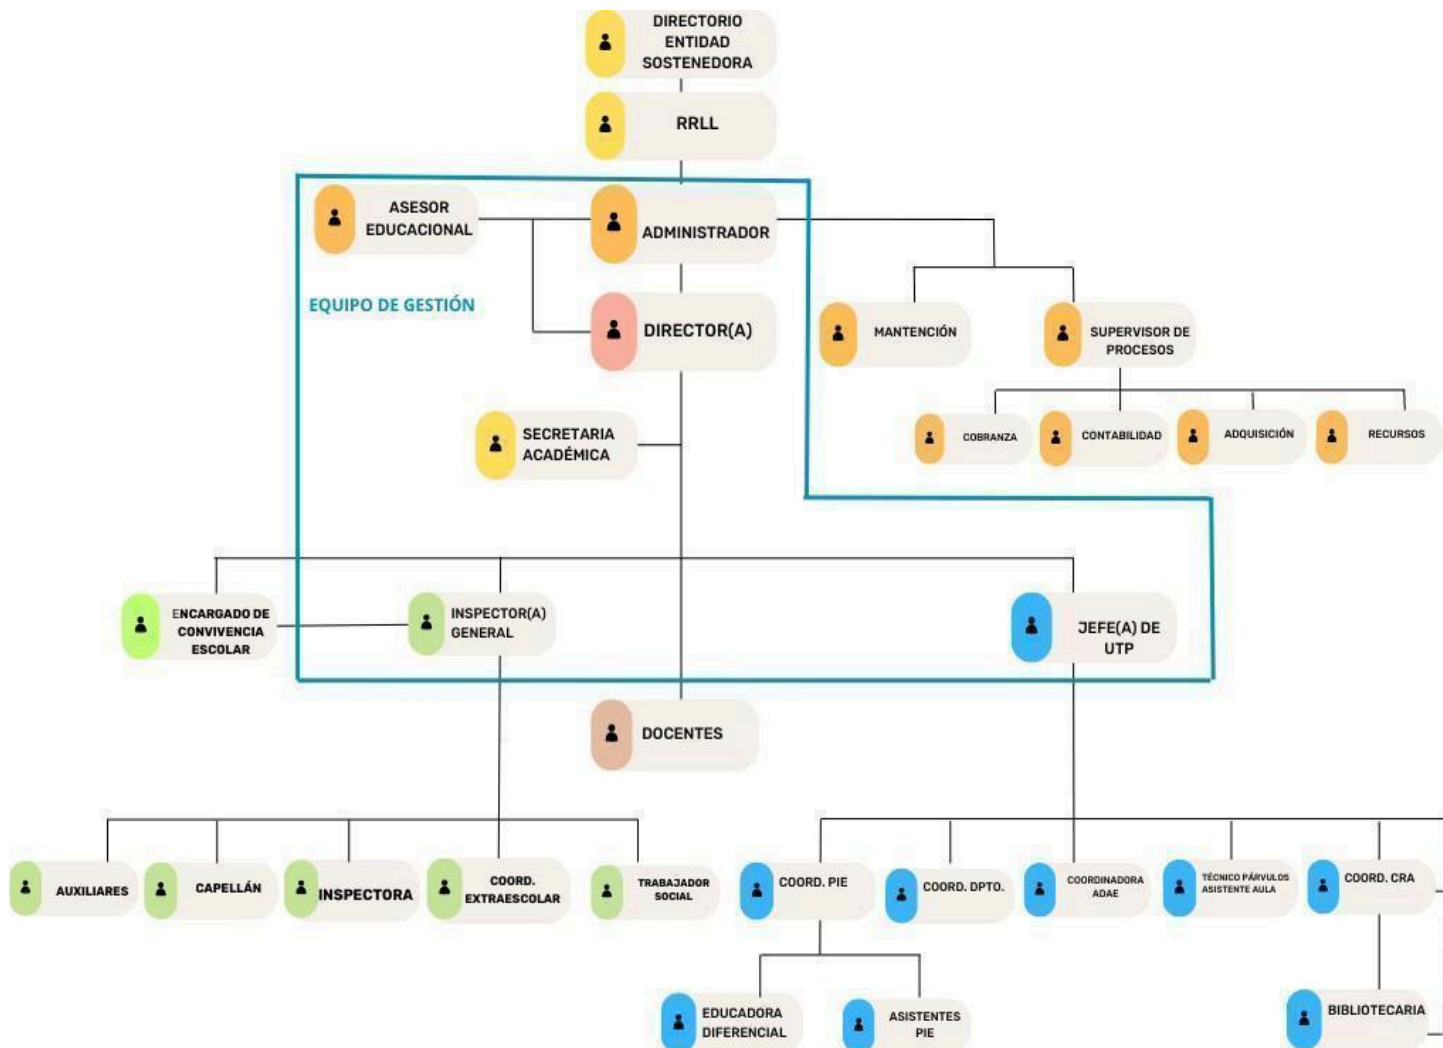 DIRECTORIO
ENTIDAD
SOSTENEDORA
RRLL
ASESOR
EDUCACIONAL
ADMINISTRADOR
EQUIPO DE GESTIÓN
DIRECTOR(A)
MANTENCIÓN
SUPERVISOR DE
PROCESOS
SECRETARIA
ACADÉMICA
COBRANZA
CONTABILIDAD
ADQUISICIÓN
RECURSOS
ENCARGADO DE
CONVIVENCIA
ESCOLAR
INSPECTOR(A)
GENERAL
JEFE(A) DE
UTP
DOCENTES
AUXILIARES
CAPELLÁN
INSPECTORA
COORD.
EXTRAESCOLAR
TRABAJADOR
SOCIAL
COORD. PIE
COORD. DPTO.
COORDINADORA
ADAE
TÉCNICO PÁRVULOS
ASISTENTE AULA
COORD. CRA
EDUCADORA
DIFERENCIAL
ASISTENTES
PIE
BIBLIOTECARIA